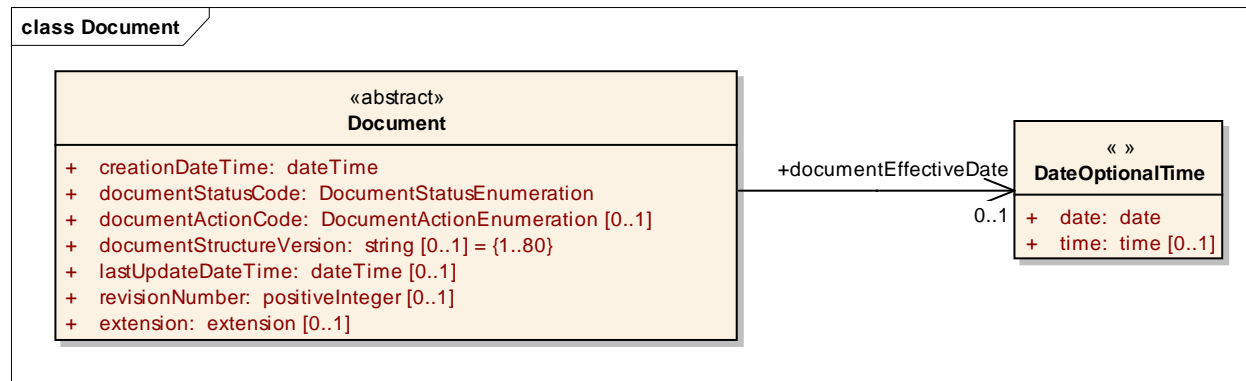 class Document
«abstract»
Document
+ creationDateTime: dateTime
+ documentStatusCode: DocumentStatusEnumeration
+ documentActionCode: DocumentActionEnumeration [0..1]
+ documentStructureVersion: string [0..1] = {1..80}
+ lastUpdateDateTime: dateTime [0..1]
+ revisionNumber: positiveInteger [0..1]
+ extension: extension [0..1]
+documentEffectiveDate
0..1
« »
DateOptionalTime
+ date: date
+ time: time [0..1]